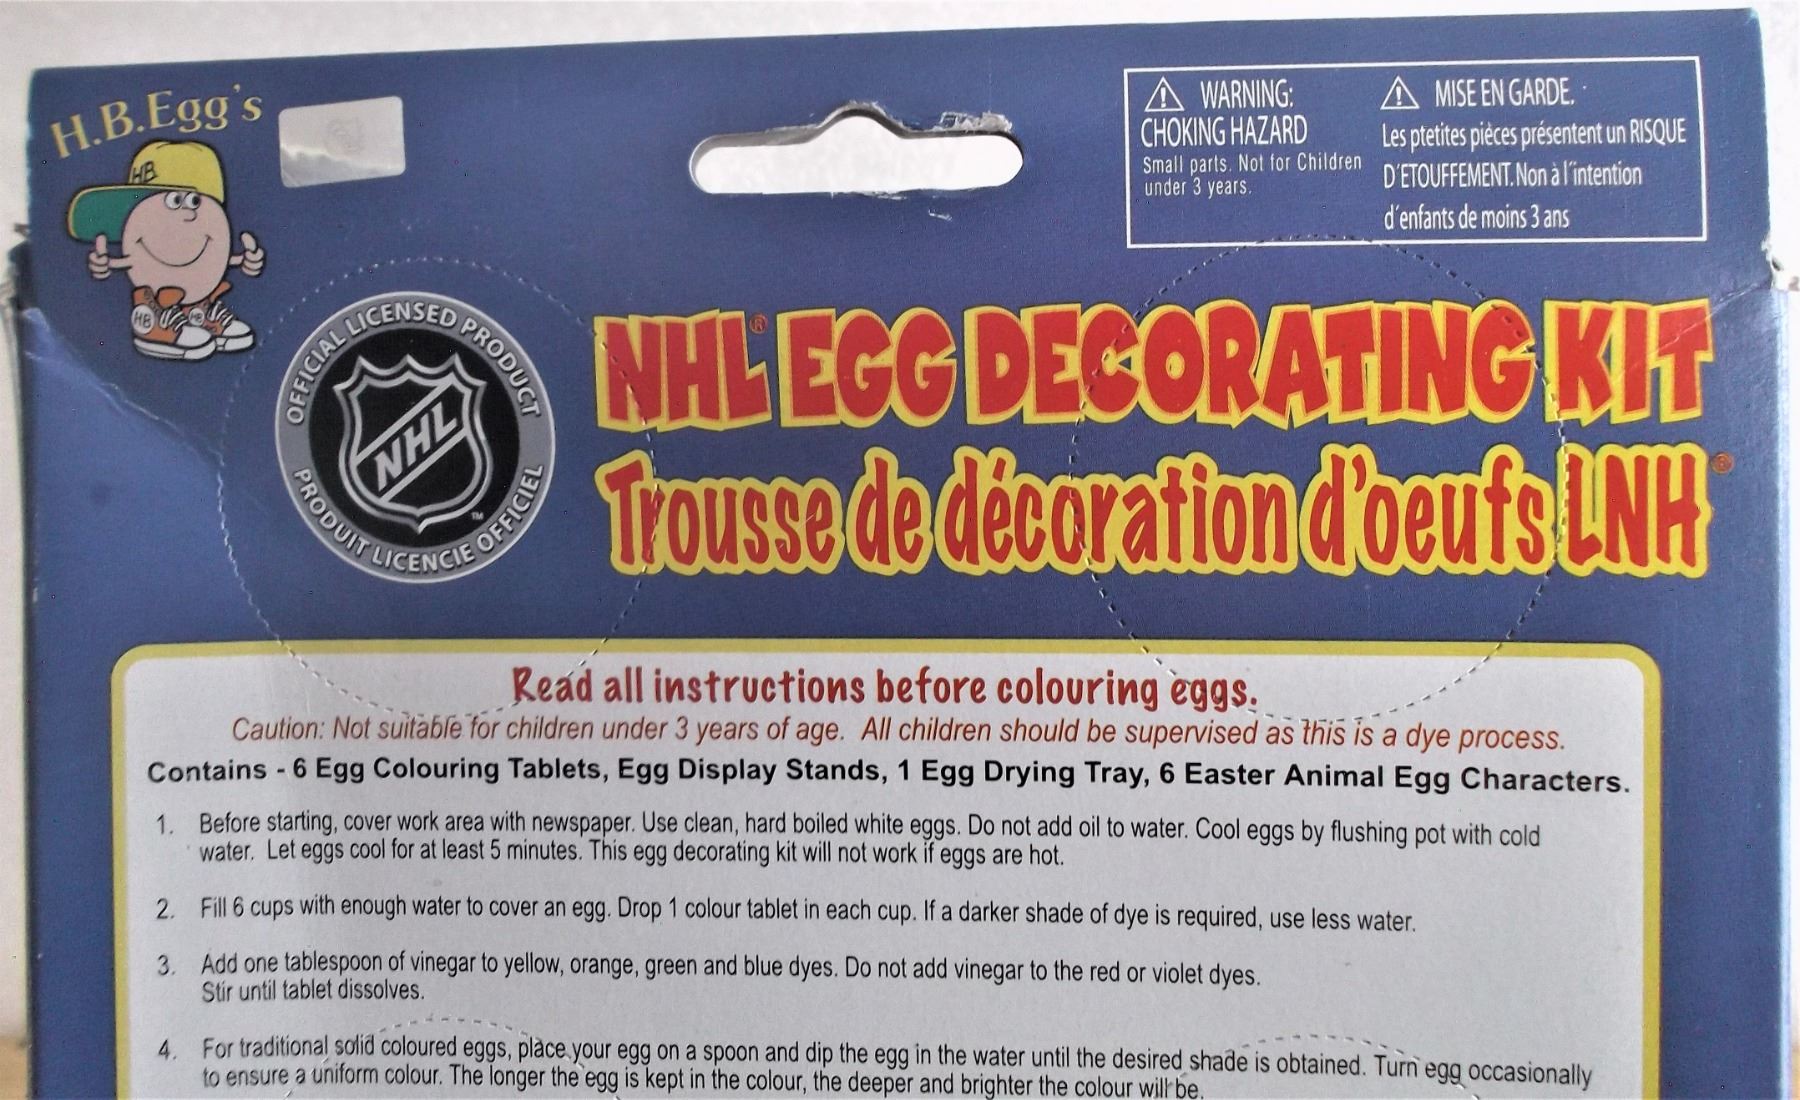 H.B.Egg's
HB
HB
HB
⚠ WARNING:
CHOKING HAZARD
Small parts. Not for Children
under 3 years.
⚠ MISE EN GARDE.
Les ptetites pièces présentent un RISQUE
D'ETOUFFEMENT. Non à l'intention
d'enfants de moins 3 ans
OFFICIAL LICENSED PRODUCT
NHL
TM
PRODUIT LICENCIE OFFICIEL
NHL® EGG DECORATING KIT
Trousse de décoration d'oeufs LNH®
Read all instructions before colouring eggs.
Caution: Not suitable for children under 3 years of age. All children should be supervised as this is a dye process.
Contains - 6 Egg Colouring Tablets, Egg Display Stands, 1 Egg Drying Tray, 6 Easter Animal Egg Characters.
1. Before starting, cover work area with newspaper. Use clean, hard boiled white eggs. Do not add oil to water. Cool eggs by flushing pot with cold
water. Let eggs cool for at least 5 minutes. This egg decorating kit will not work if eggs are hot.
2. Fill 6 cups with enough water to cover an egg. Drop 1 colour tablet in each cup. If a darker shade of dye is required, use less water.
3. Add one tablespoon of vinegar to yellow, orange, green and blue dyes. Do not add vinegar to the red or violet dyes.
Stir until tablet dissolves.
4. For traditional solid coloured eggs, place your egg on a spoon and dip the egg in the water until the desired shade is obtained. Turn egg occasionally
to ensure a uniform colour. The longer the egg is kept in the colour, the deeper and brighter the colour will be.